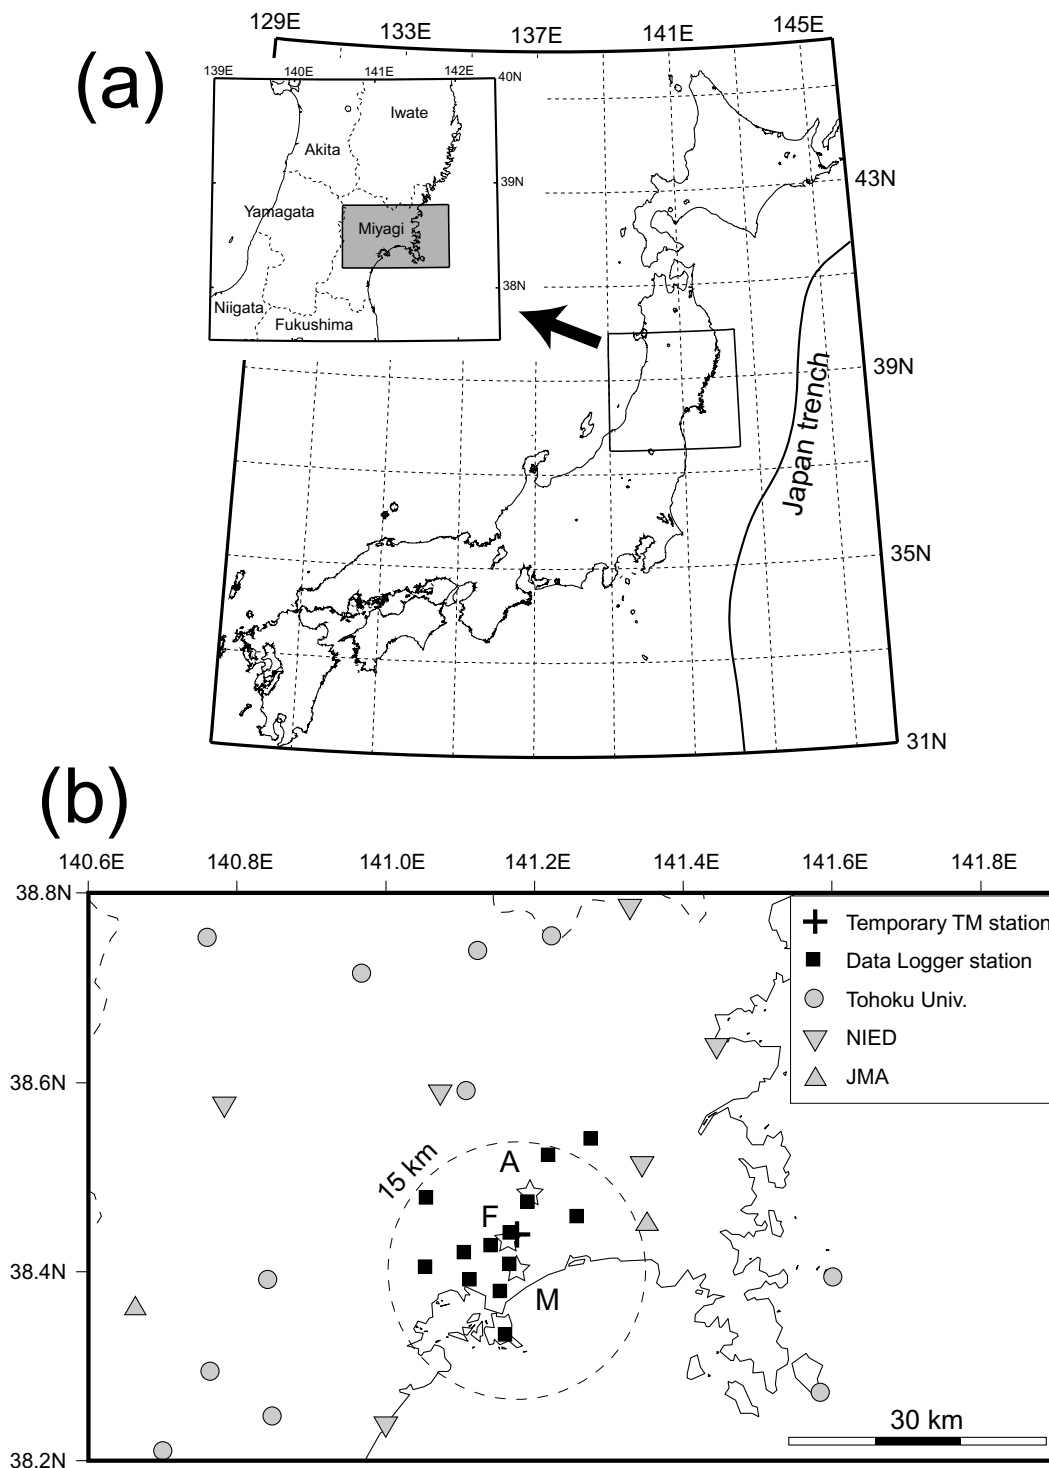 129E
133E
137E
141E
145E
(a)
139E
140E
141E
142E
40N
Iwate
Akita
39N
43N
Yamagata
Miyagi
38N
Niigata
Fukushima
39N
Japan trench
35N
31N
(b)
140.6E
140.8E
141.0E
141.2E
141.4E
141.6E
141.8E
38.8N
Temporary TM station
Data Logger station
Tohoku Univ.
NIED
JMA
38.6N
15 km
A
F
38.4N
M
30 km
38.2N